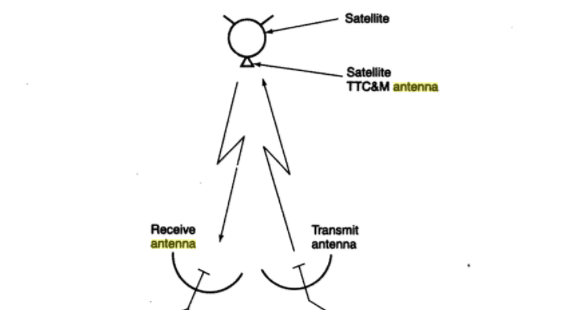 Satellite
Satellite
TTC&M antenna
Receive
antenna
Transmit
antenna